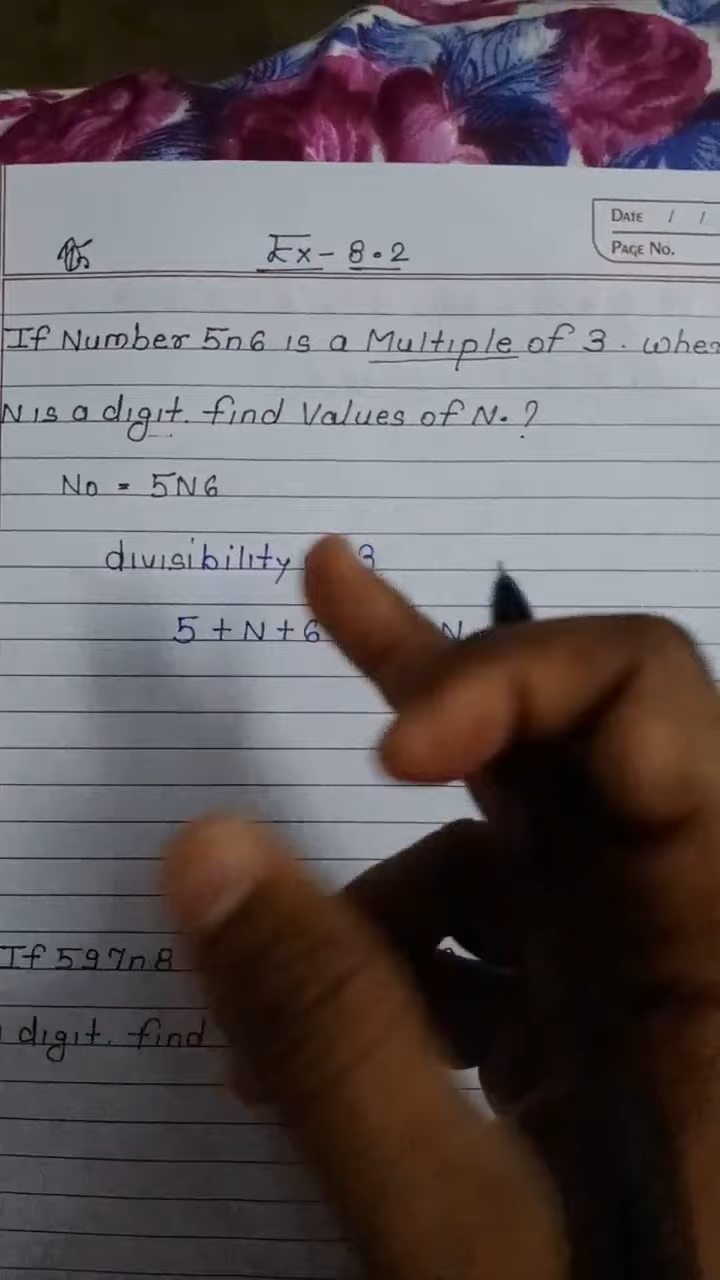 DATE / /
PAGE NO.
Ex - 8.2
If Number 5n6 is a Multiple of 3. whe
N is a digit. find Values of N. ?
No = 5N6
divisibility 3
5 + N + 6 N
If 597n8
digit. find